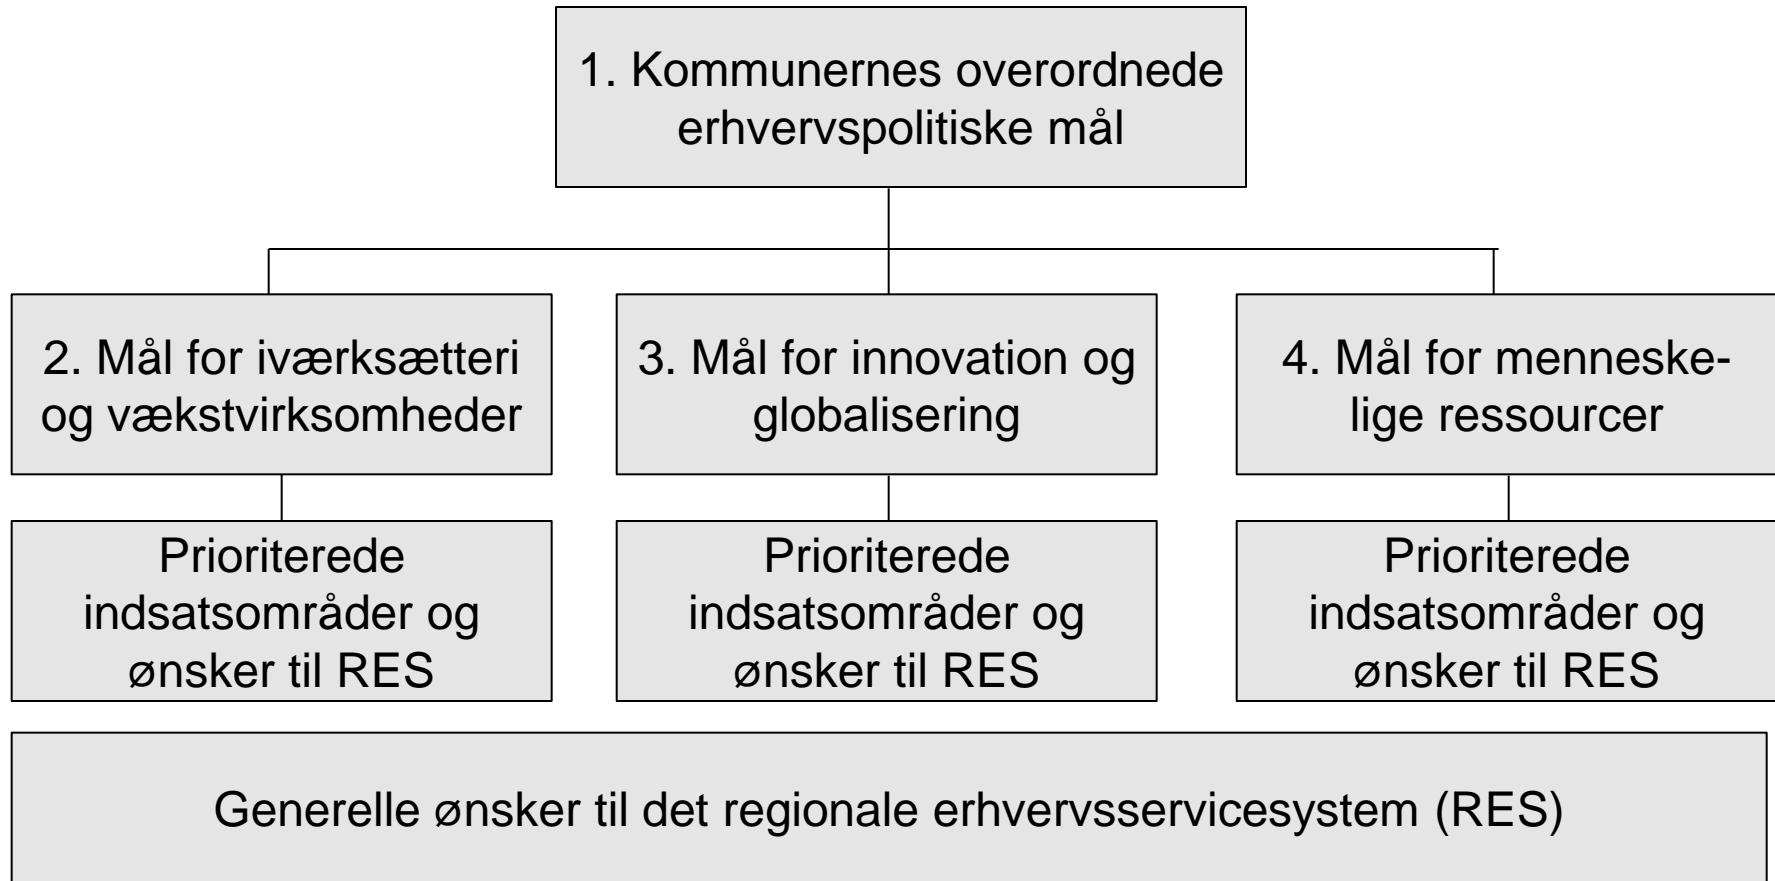 1. Kommunernes overordnede
erhvervspolitiske mål
2. Mål for iværksætteri
og vækstvirksomheder
3. Mål for innovation og
globalisering
4. Mål for menneske-
lige ressourcer
Prioriterede
indsatsområder og
ønsker til RES
Prioriterede
indsatsområder og
ønsker til RES
Prioriterede
indsatsområder og
ønsker til RES
Generelle ønsker til det regionale erhvervsservicesystem (RES)